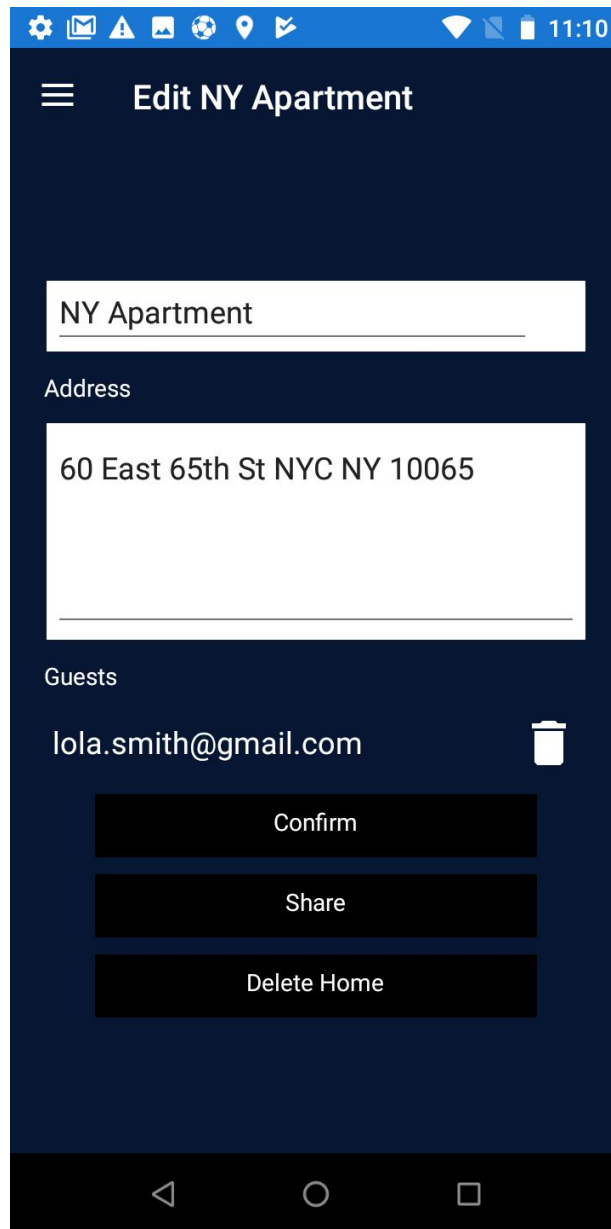 11:10
Edit NY Apartment
NY Apartment
Address
60 East 65th St NYC NY 10065
Guests
lola.smith@gmail.com
Confirm
Share
Delete Home